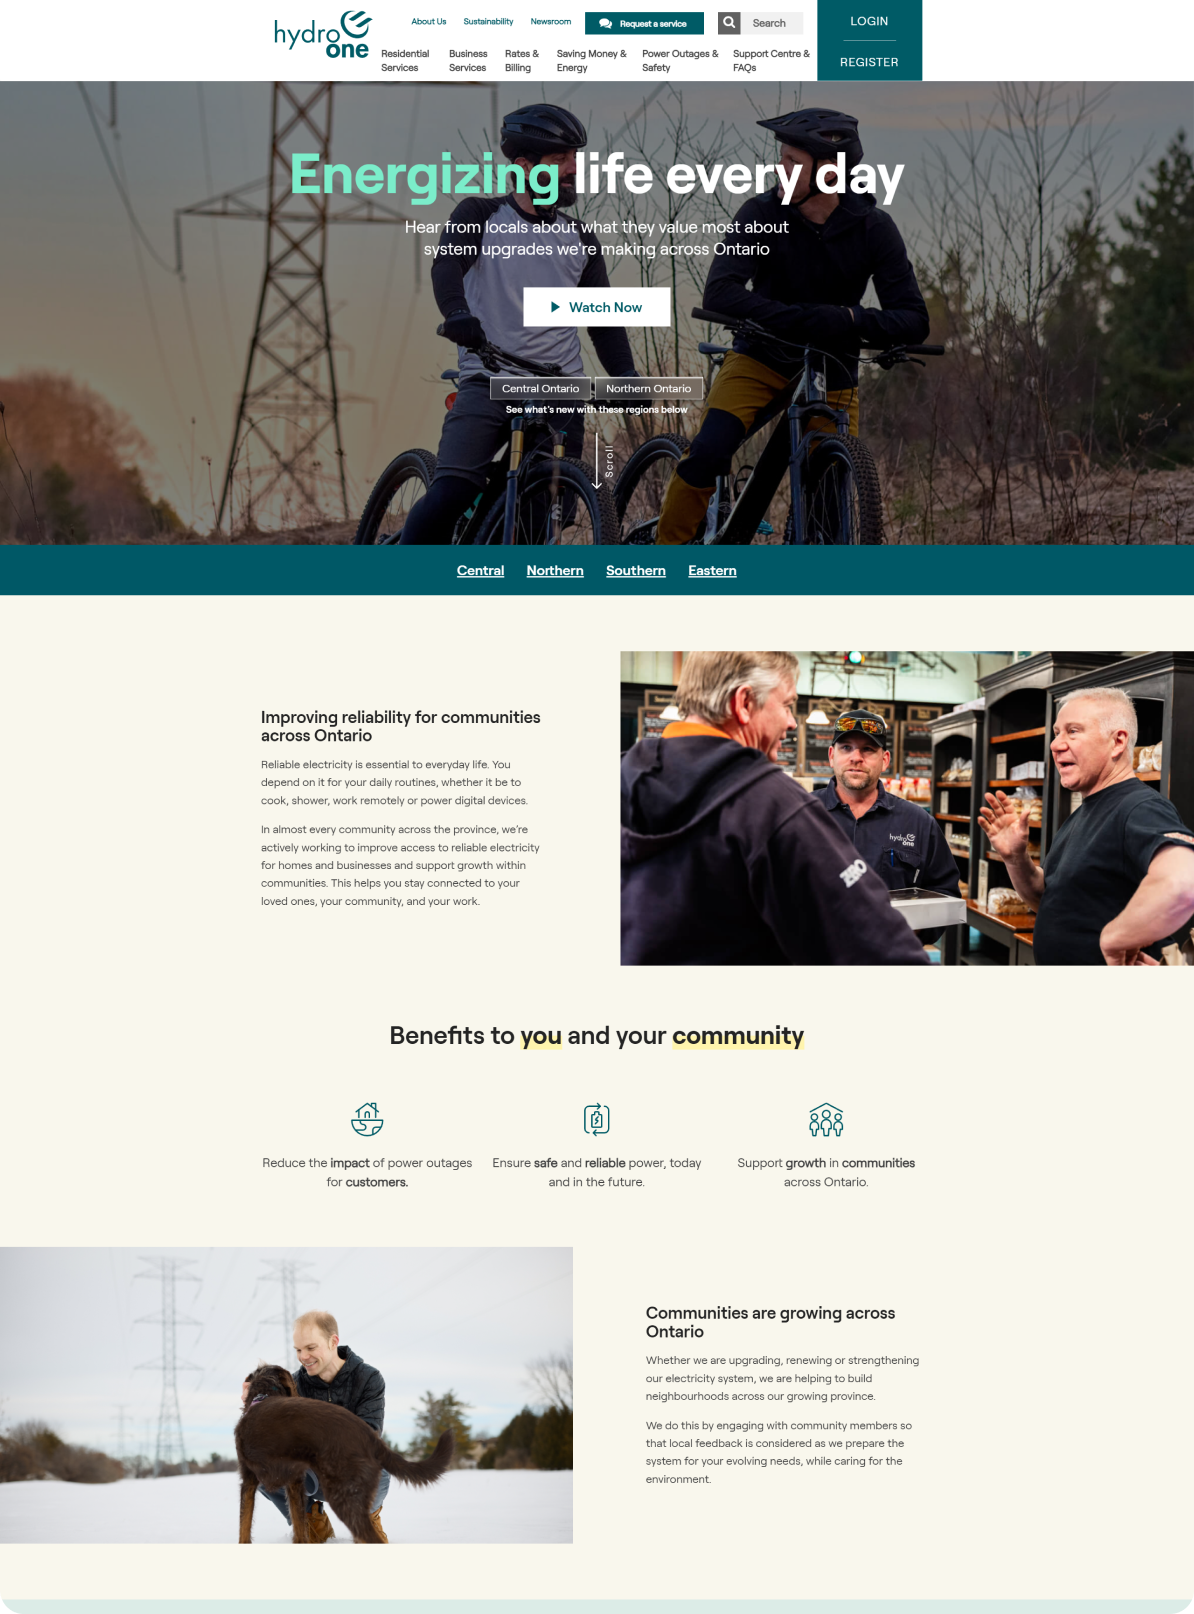 hydro
one
About Us
Sustainability
Newsroom
Request a service
Search
LOGIN
REGISTER
Residential
Services
Business
Services
Rates &
Billing
Saving Money &
Energy
Power Outages &
Safety
Support Centre &
FAQs
Energizing life every day
Hear from locals about what they value most about
system upgrades we're making across Ontario
Watch Now
Central Ontario
Northern Ontario
See what's new with these regions below
Scroll
Central
Northern
Southern
Eastern
Improving reliability for communities
across Ontario
Reliable electricity is essential to everyday life. You
depend on it for your daily routines, whether it be to
cook, shower, work remotely or power digital devices.
In almost every community across the province, we're
actively working to improve access to reliable electricity
for homes and businesses and support growth within
communities. This helps you stay connected to your
loved ones, your community, and your work.
hydro
one
Benefits to you and your community
Reduce the impact of power outages
for customers.
Ensure safe and reliable power, today
and in the future.
Support growth in communities
across Ontario.
Communities are growing across
Ontario
Whether we are upgrading, renewing or strengthening
our electricity system, we are helping to build
neighbourhoods across our growing province.
We do this by engaging with community members so
that local feedback is considered as we prepare the
system for your evolving needs, while caring for the
environment.